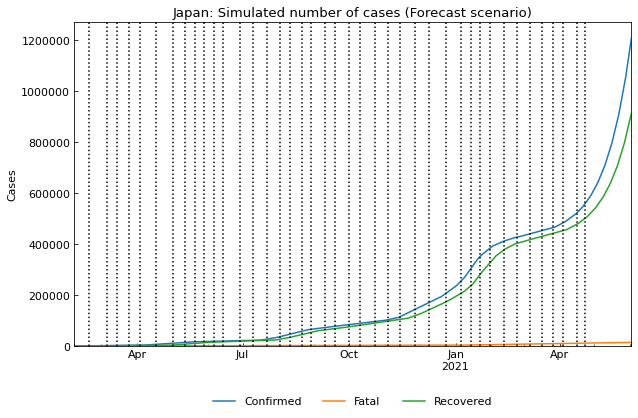 Japan: Simulated number of cases (Forecast scenario)
1200000
1000000
800000
600000
400000
200000
0
Cases
Apr Jul Oct Jan Apr
2021
Confirmed Fatal Recovered